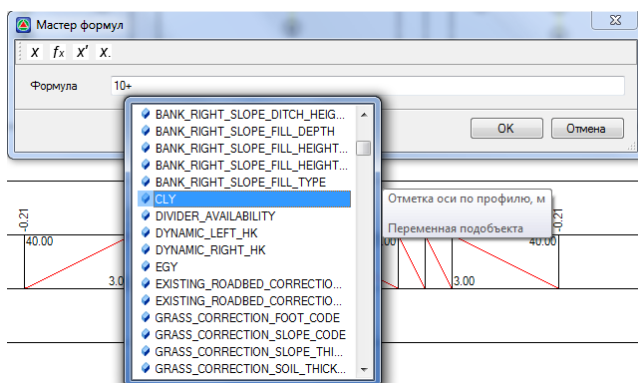 Мастер формул
X fx X' X.
Формула 10+
BANK_RIGHT_SLOPE_DITCH_HEIG...
BANK_RIGHT_SLOPE_FILL_DEPTH
BANK_RIGHT_SLOPE_FILL_HEIGHT...
BANK_RIGHT_SLOPE_FILL_HEIGHT...
BANK_RIGHT_SLOPE_FILL_TYPE
CLY
DIVIDER_AVAILABILITY
DYNAMIC_LEFT_HK
DYNAMIC_RIGHT_HK
EGY
EXISTING_ROADBED_CORRECTIO...
EXISTING_ROADBED_CORRECTIO...
GRASS_CORRECTION_FOOT_CODE
GRASS_CORRECTION_SLOPE_CODE
GRASS_CORRECTION_SLOPE_THI...
GRASS_CORRECTION_SOIL_THICK...
OK Отмена
Отметка оси по профилю, м
Переменная подобъекта
-0.21
40.00
3.0
40.00
3.00